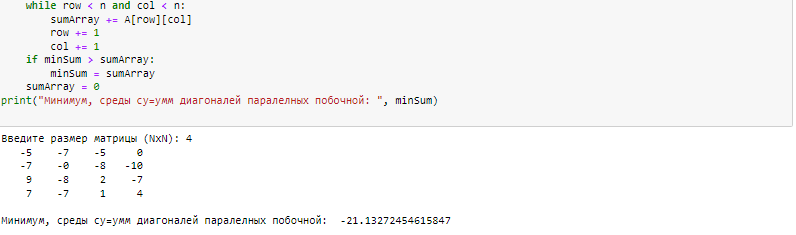 while row < n and col < n:
sumArray += A[row][col]
row += 1
col += 1
if minSum > sumArray:
minSum = sumArray
sumArray = 0
print("Минимум, среды су=умм диагоналей паралелных побочной: ", minSum)
Введите размер матрицы (NxN): 4
-5 -7 -5 0
-7 -0 -8 -10
9 -8 2 -7
7 -7 1 4
Минимум, среды су=умм диагоналей паралелных побочной: -21.13272454615847